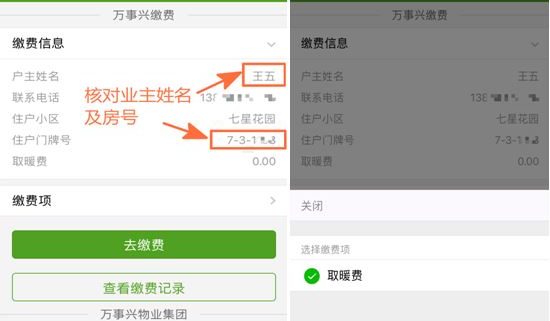 万事兴缴费
缴费信息
户主姓名 王五
联系电话 138
住户小区 七星花园
住户门牌号 7-3-1
取暖费 0.00
核对业主姓名
及房号
缴费项
去缴费
查看缴费记录
万事兴物业集团
万事兴缴费
缴费信息
户主姓名 王五
联系电话 138
住户小区 七星花园
住户门牌号 7-3-1
取暖费 0.00
关闭
选择缴费项
取暖费